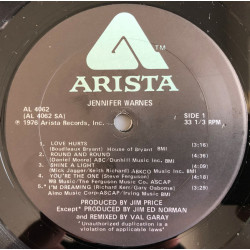 TM
ARISTA
JENNIFER WARNES
AL 4062
(AL 4062 SA)
℗ 1976 Arista Records, Inc.
SIDE 1
33 1/3 RPM
1. LOVE HURTS (3:16)
(Boudleaux Bryant) House of Bryant BMI
2. ROUND AND ROUND (3:29)
(Daniel Moore) ABC/Dunhill Music Inc. BMI
3. SHINE A LIGHT
(Mick Jagger/Keith Richard) ABKCO Music Inc. BMI
4. YOU'RE THE ONE (Steve Ferguson)
Music/The Ferguson Music Co. ASCAP
5.* I'M DREAMING (Richard Kerr/Gary Osborne)
Almo Music Corp-ASCAP/Irving Music BMI
PRODUCED BY JIM PRICE
Except* PRODUCED BY JIM ED NORMAN
and REMIXED BY VAL GARAY
"Unauthorized duplication is a
violation of applicable laws"